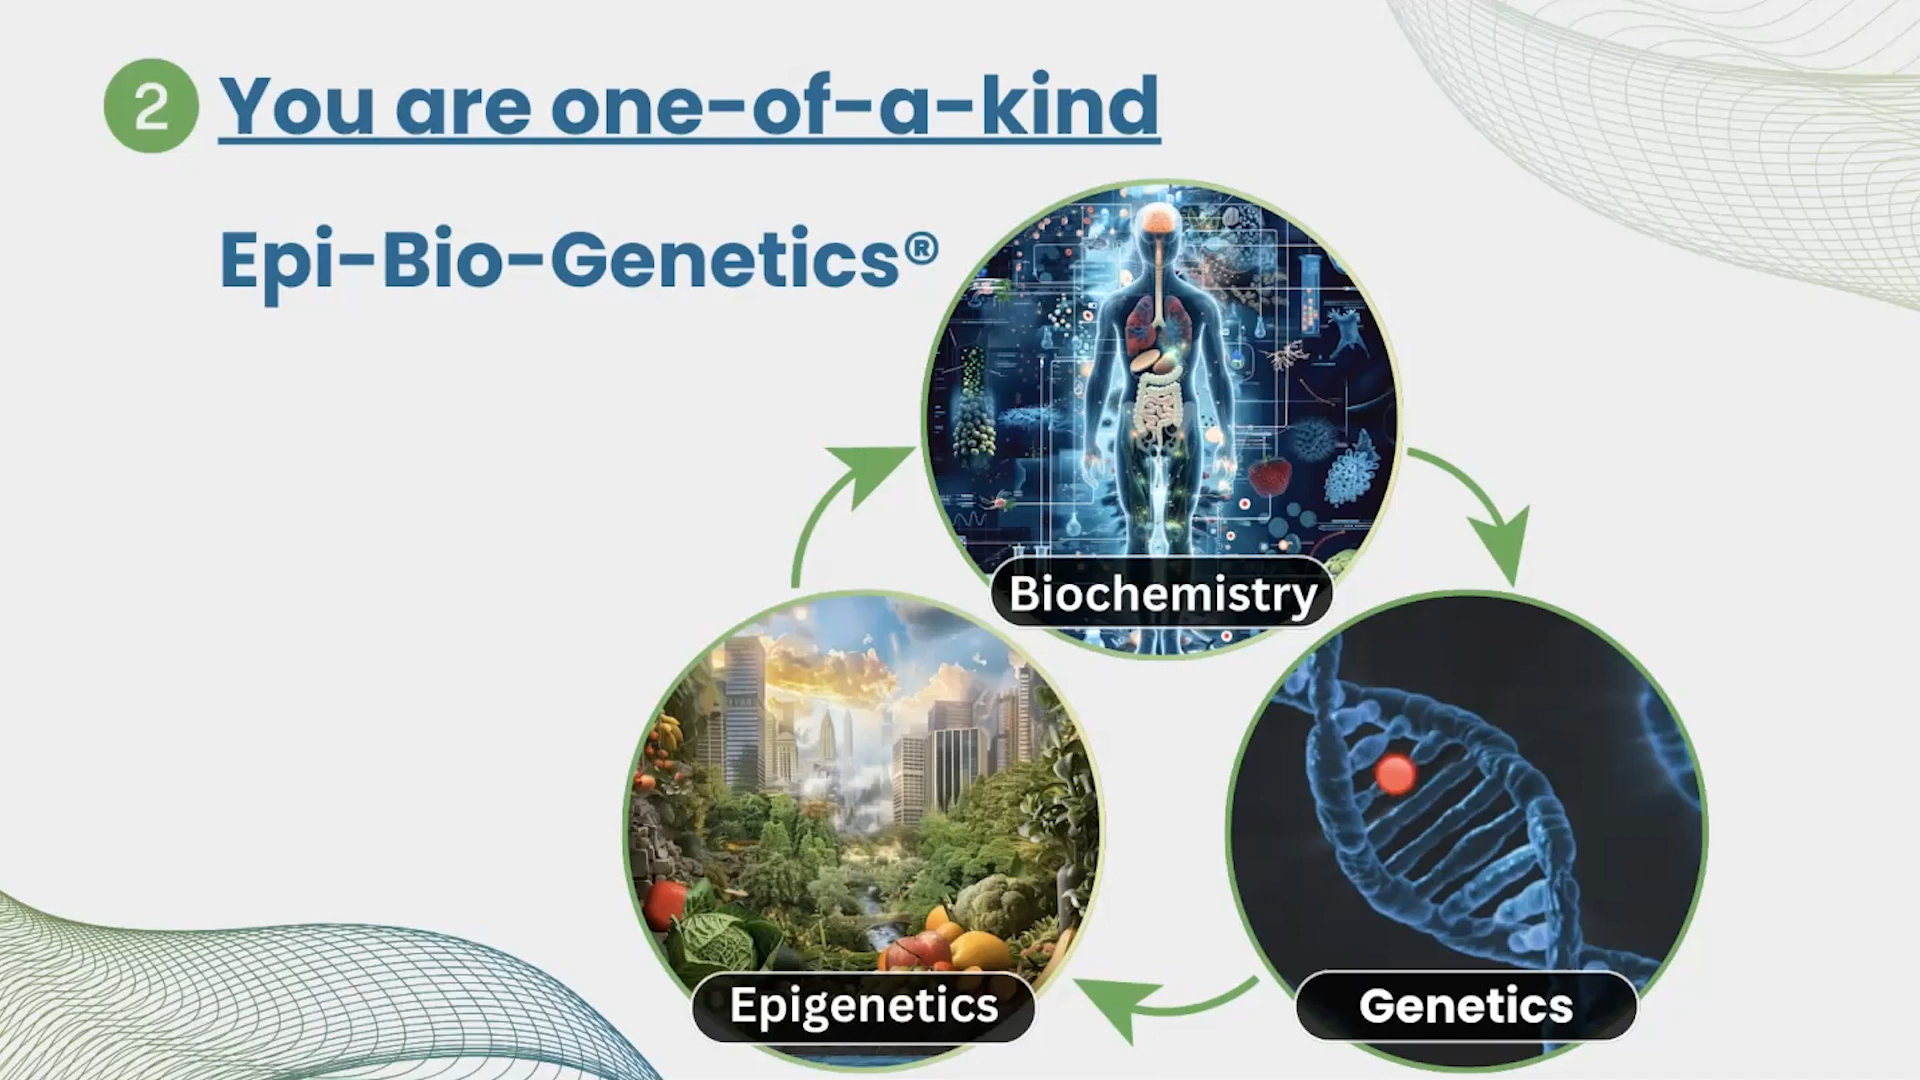 2 You are one-of-a-kind
Epi-Bio-Genetics®
Biochemistry
Epigenetics
Genetics